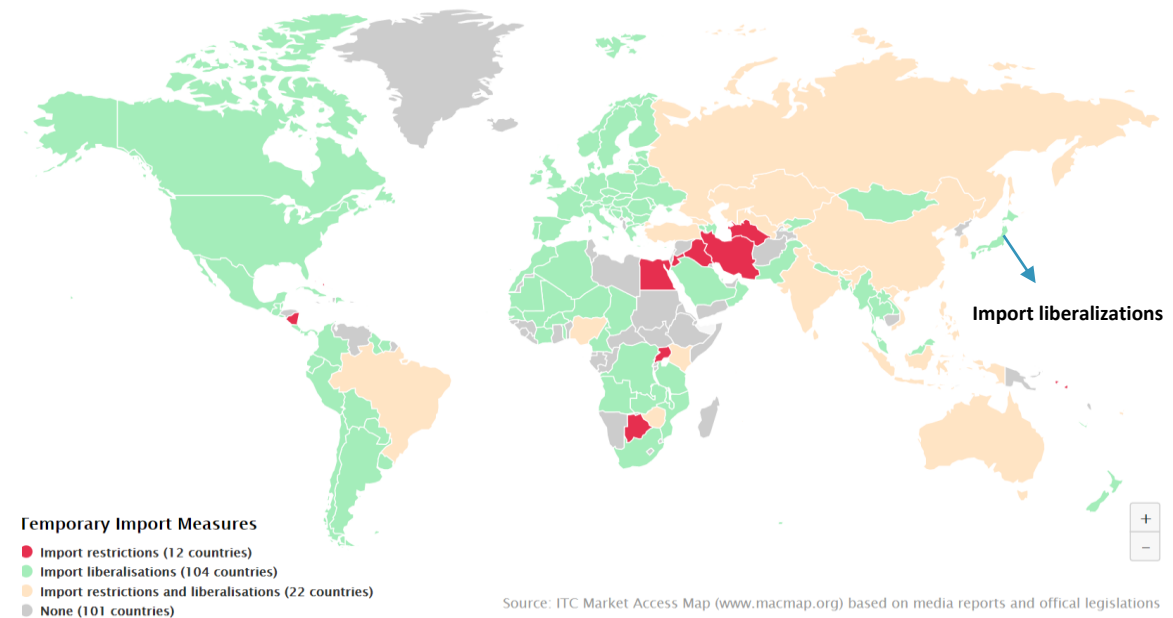 Import liberalizations
Temporary Import Measures
Import restrictions (12 countries)
Import liberalisations (104 countries)
Import restrictions and liberalisations (22 countries)
None (101 countries)
+
−
Source: ITC Market Access Map (www.macmap.org) based on media reports and offical legislations